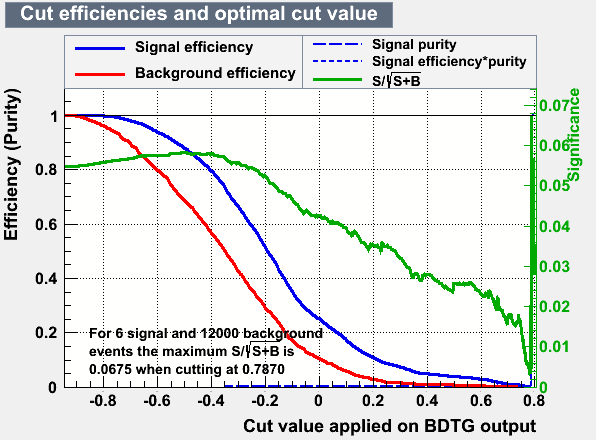 Cut efficiencies and optimal cut value
Signal efficiency
Background efficiency
Signal purity
Signal efficiency*purity
S/√S+B
Efficiency (Purity)
1
0.8
0.6
0.4
0.2
0
Significance
0.07
0.06
0.05
0.04
0.03
0.02
0.01
0
For 6 signal and 12000 background
events the maximum S/√S+B is
0.0675 when cutting at 0.7870
-0.8 -0.6 -0.4 -0.2 0 0.2 0.4 0.6 0.8
Cut value applied on BDTG output